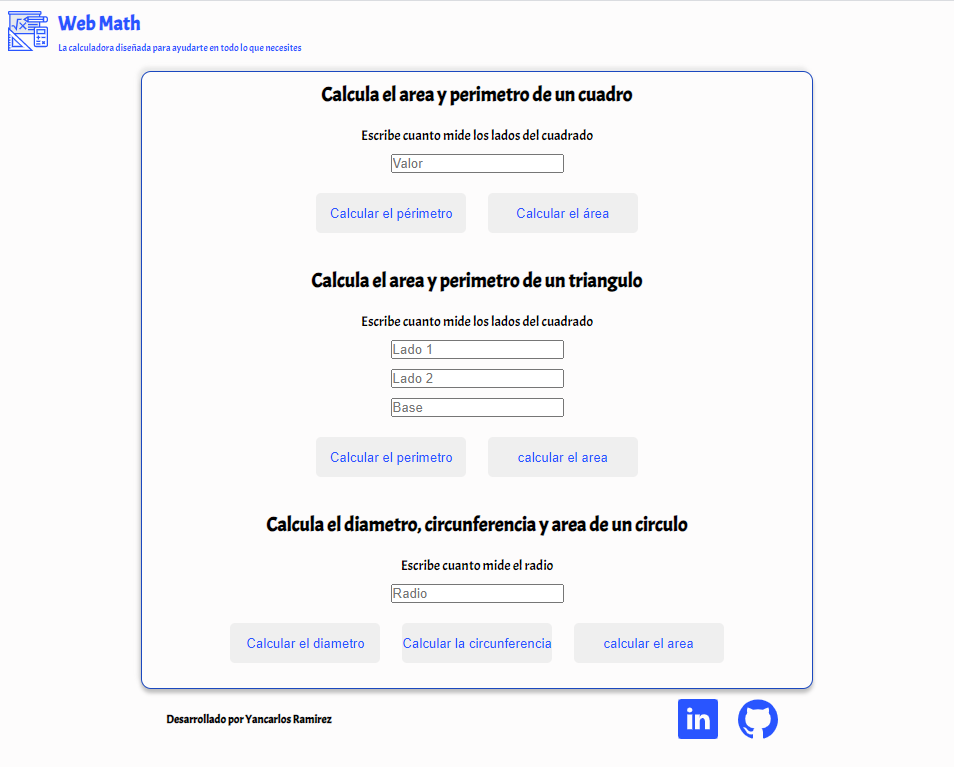 √x
Web Math
La calculadora diseñada para ayudarte en todo lo que necesites
Calcula el area y perimetro de un cuadro
Escribe cuanto mide los lados del cuadrado
Valor
Calcular el périmetro Calcular el área
Calcula el area y perimetro de un triangulo
Escribe cuanto mide los lados del cuadrado
Lado 1
Lado 2
Base
Calcular el perimetro calcular el area
Calcula el diametro, circunferencia y area de un circulo
Escribe cuanto mide el radio
Radio
Calcular el diametro Calcular la circunferencia calcular el area
Desarrollado por Yancarlos Ramirez in